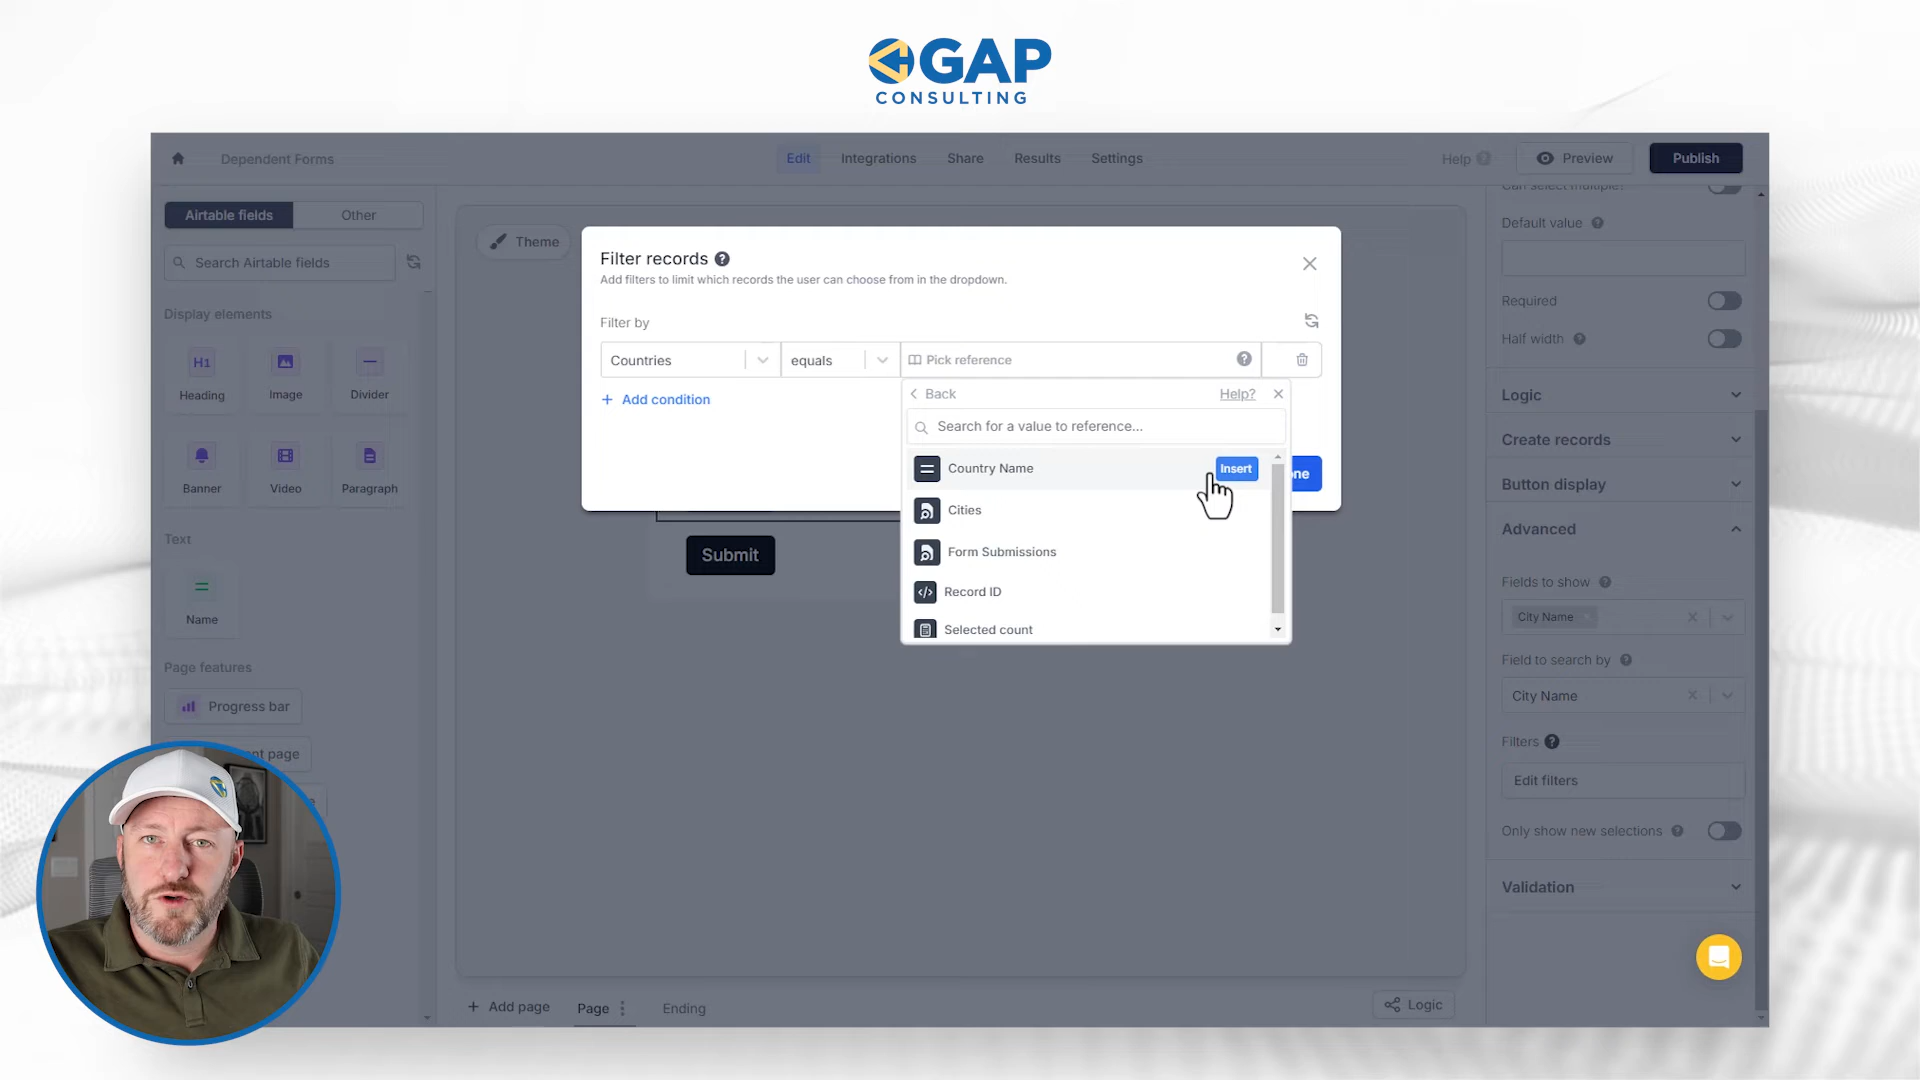 GAP
CONSULTING
Dependent Forms
Edit
Integrations
Share
Results
Settings
Help
Preview
Publish
Airtable fields
Other
Search Airtable fields
Display elements
H1
Heading
Image
Divider
Banner
Video
Paragraph
Text
Name
Page features
Progress bar
page
Theme
Filter records
Add filters to limit which records the user can choose from in the dropdown.
Filter by
Countries
equals
Pick reference
Add condition
Back
Help?
Search for a value to reference...
Country Name
Insert
Cities
Form Submissions
Record ID
Selected count
Submit
Can select multiple?
Default value
Required
Half width
Logic
Create records
Button display
Advanced
Fields to show
City Name
Field to search by
City Name
Filters
Edit filters
Only show new selections
Validation
Add page
Page
Ending
Logic